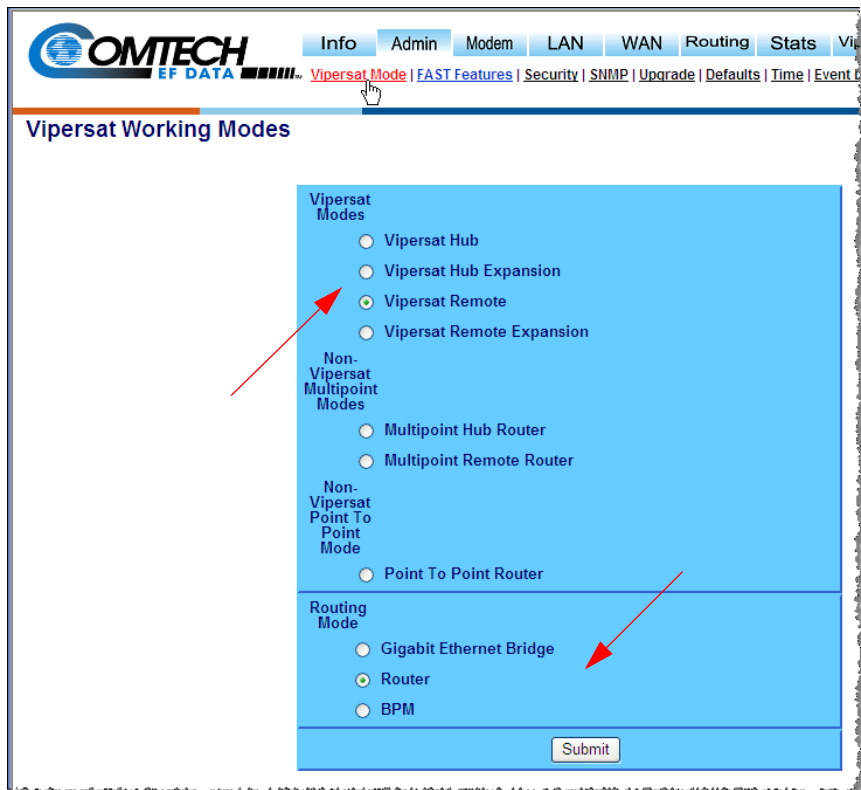 COMTECH
EF DATA
Info Admin Modem LAN WAN Routing Stats
Vipersat Mode | FAST Features | Security | SNMP | Upgrade | Defaults | Time |
Vipersat Working Modes
Vipersat
Modes
Vipersat Hub
Vipersat Hub Expansion
Vipersat Remote
Vipersat Remote Expansion
Non-
Vipersat
Multipoint
Modes
Multipoint Hub Router
Multipoint Remote Router
Non-
Vipersat
Point To
Point
Mode
Point To Point Router
Routing
Mode
Gigabit Ethernet Bridge
Router
BPM
Submit